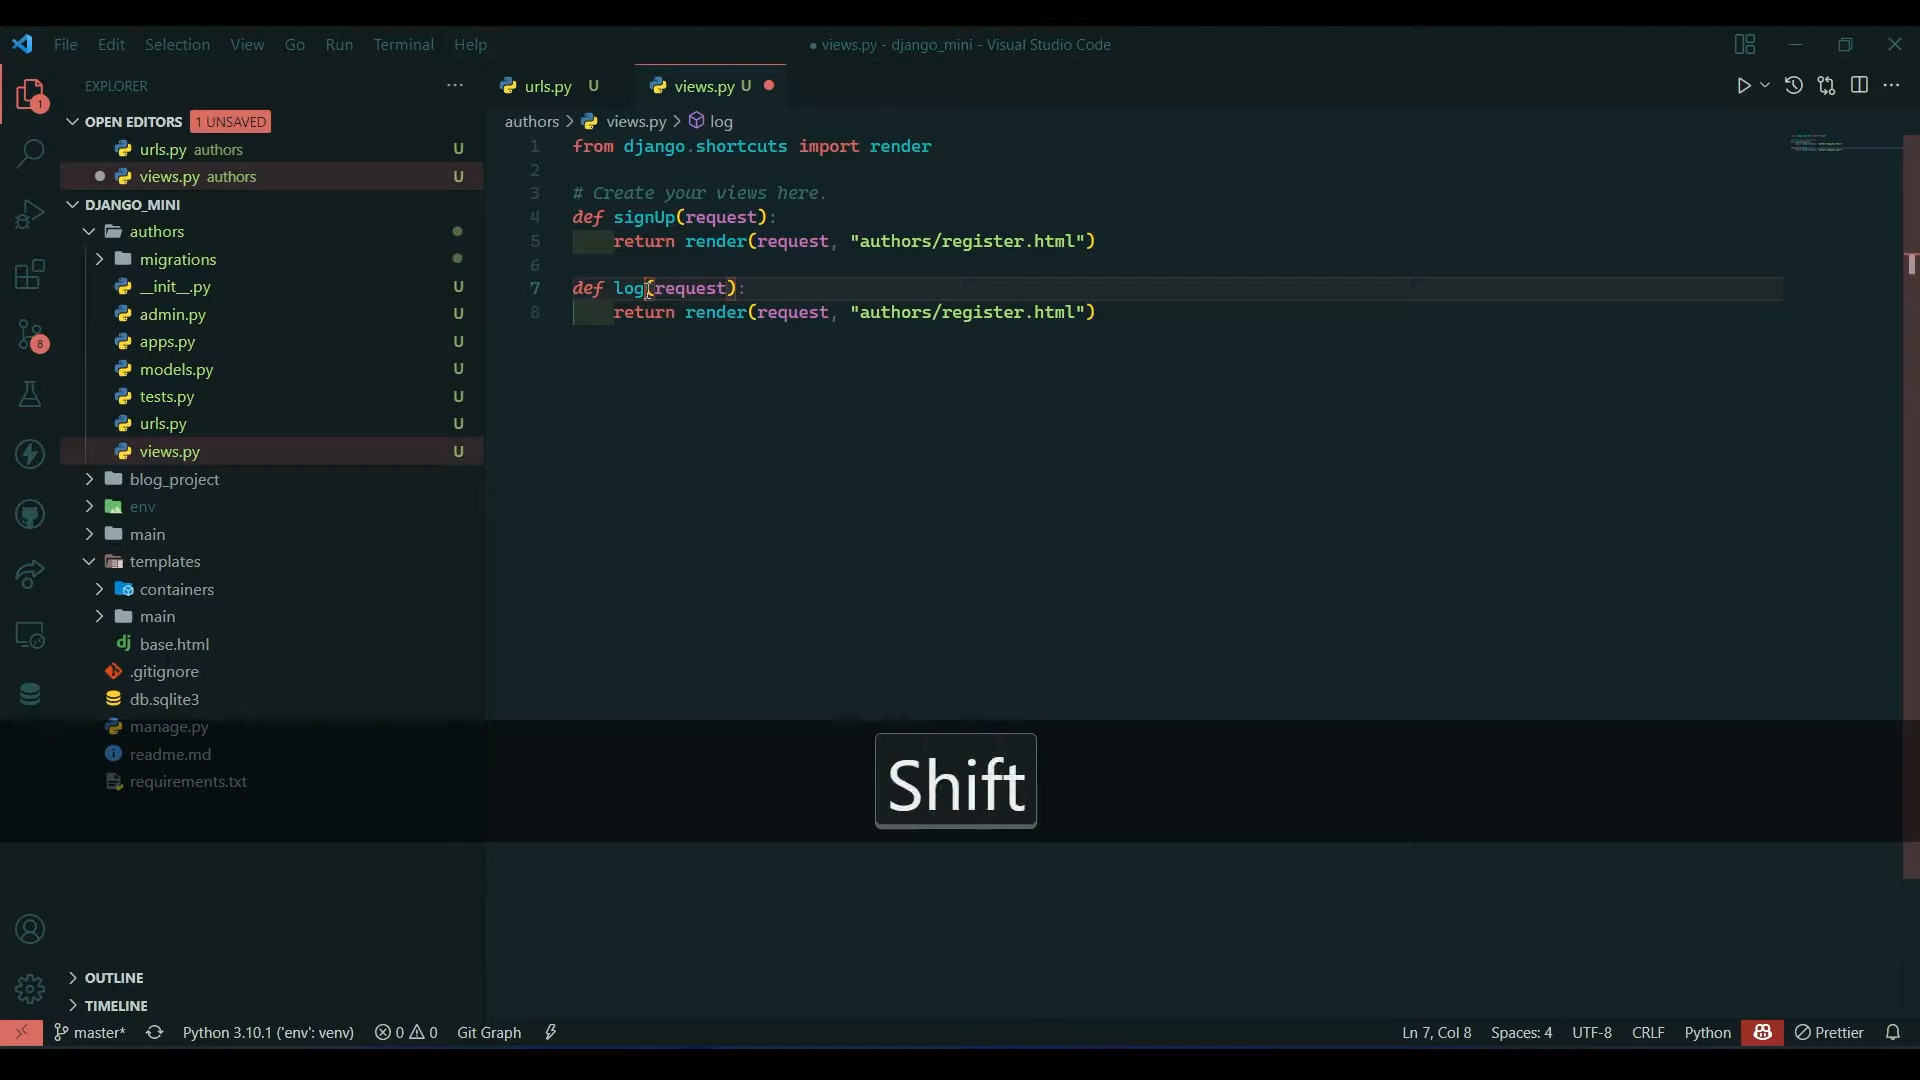 File Edit Selection View Go Run Terminal Help
● views.py - django_mini - Visual Studio Code
EXPLORER
1
OPEN EDITORS 1 UNSAVED
urls.py authors U
views.py authors U
DJANGO_MINI
authors
migrations
__init__.py U
admin.py U
apps.py U
models.py U
tests.py U
urls.py U
views.py U
blog_project
env
main
templates
containers
main
dj base.html
.gitignore
db.sqlite3
manage.py
readme.md
requirements.txt
8
OUTLINE
TIMELINE
urls.py U
views.py U
authors > views.py > log
1 from django.shortcuts import render
2
3 # Create your views here.
4 def signUp(request):
5 return render(request, "authors/register.html")
6
7 def log(request):
8 return render(request, "authors/register.html")
Shift
master* Python 3.10.1 ('env': venv) 0 0 Git Graph
Ln 7, Col 8 Spaces: 4 UTF-8 CRLF Python Prettier